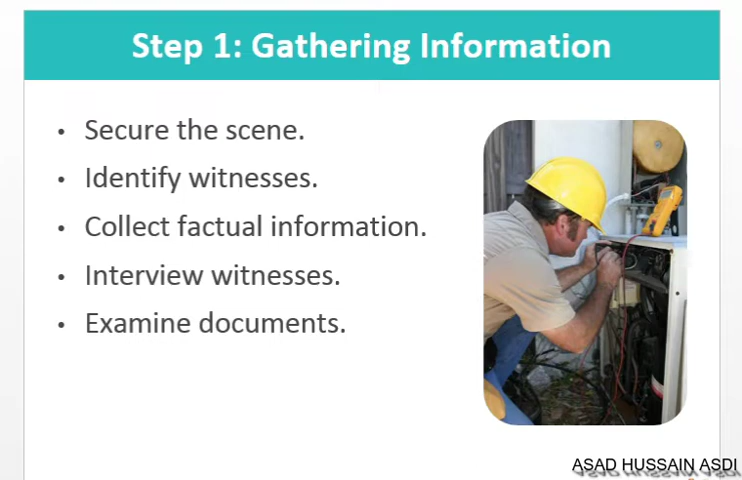 Step 1: Gathering Information
• Secure the scene.
• Identify witnesses.
• Collect factual information.
• Interview witnesses.
• Examine documents.
ASAD HUSSAIN ASDI